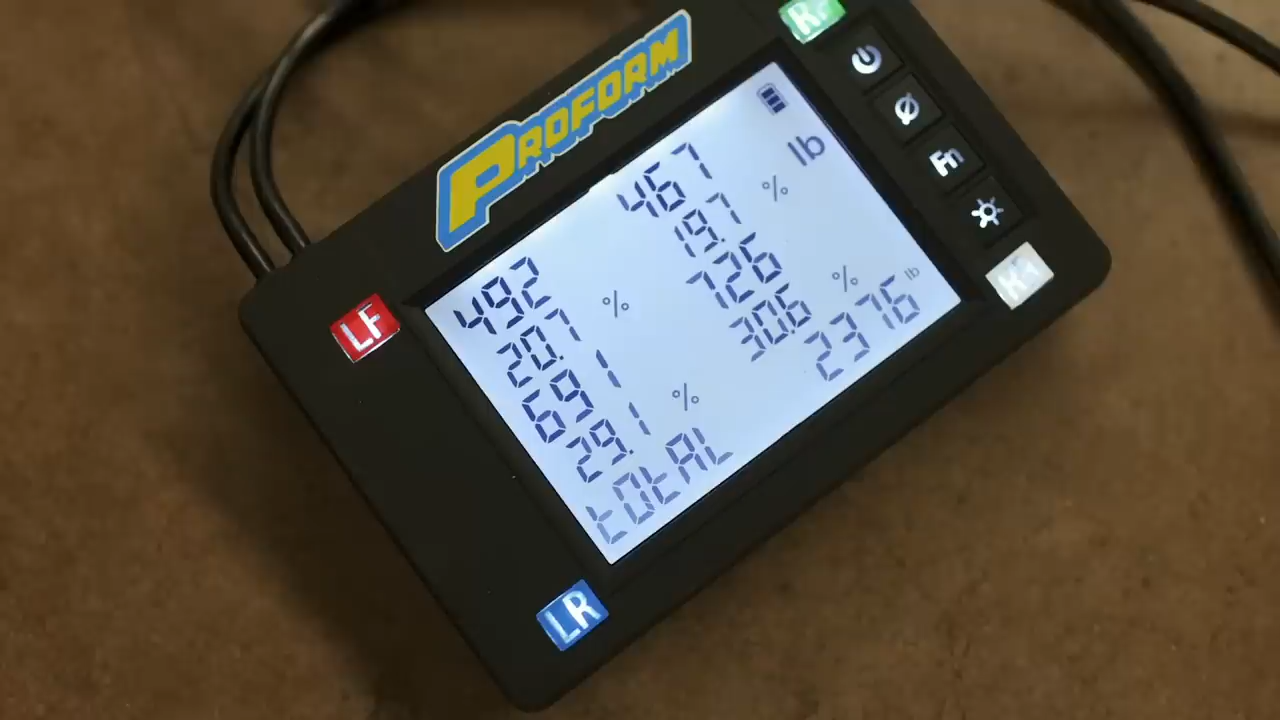 PROFORM
RF
lb
492 467
20.7 % 19.7 %
691 726
29.1 % 30.6 %
totAL 2376 lb
Fn
LF
RR
LR